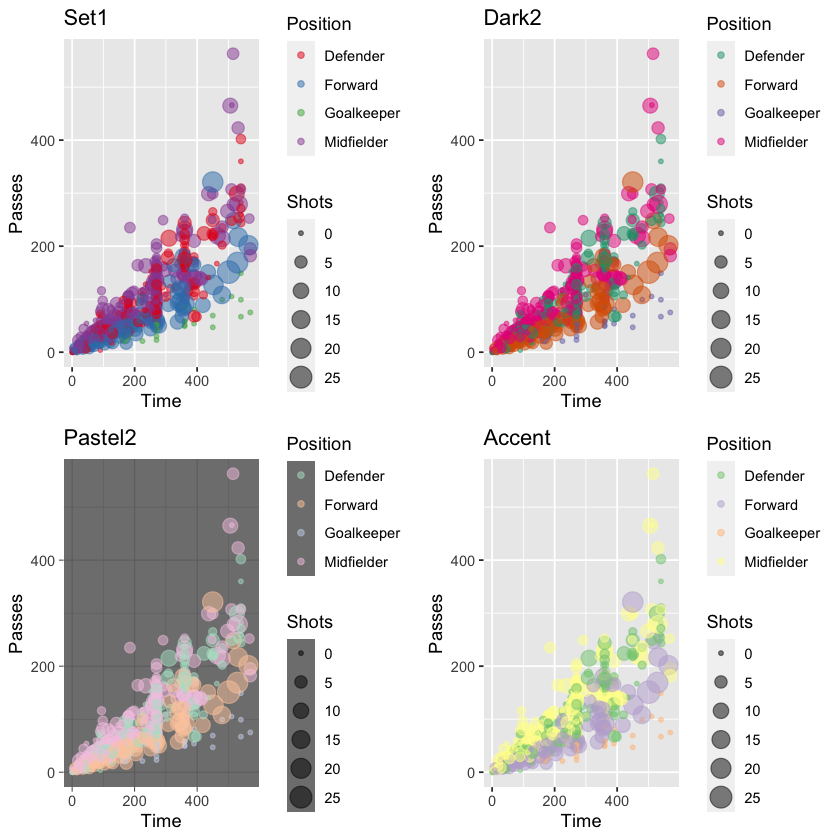 Set1
Passes
400
200
0
0 200 400
Time
Position
Defender
Forward
Goalkeeper
Midfielder
Shots
0
5
10
15
20
25
Dark2
Passes
400
200
0
0 200 400
Time
Position
Defender
Forward
Goalkeeper
Midfielder
Shots
0
5
10
15
20
25
Pastel2
Passes
400
200
0
0 200 400
Time
Position
Defender
Forward
Goalkeeper
Midfielder
Shots
0
5
10
15
20
25
Accent
Passes
400
200
0
0 200 400
Time
Position
Defender
Forward
Goalkeeper
Midfielder
Shots
0
5
10
15
20
25